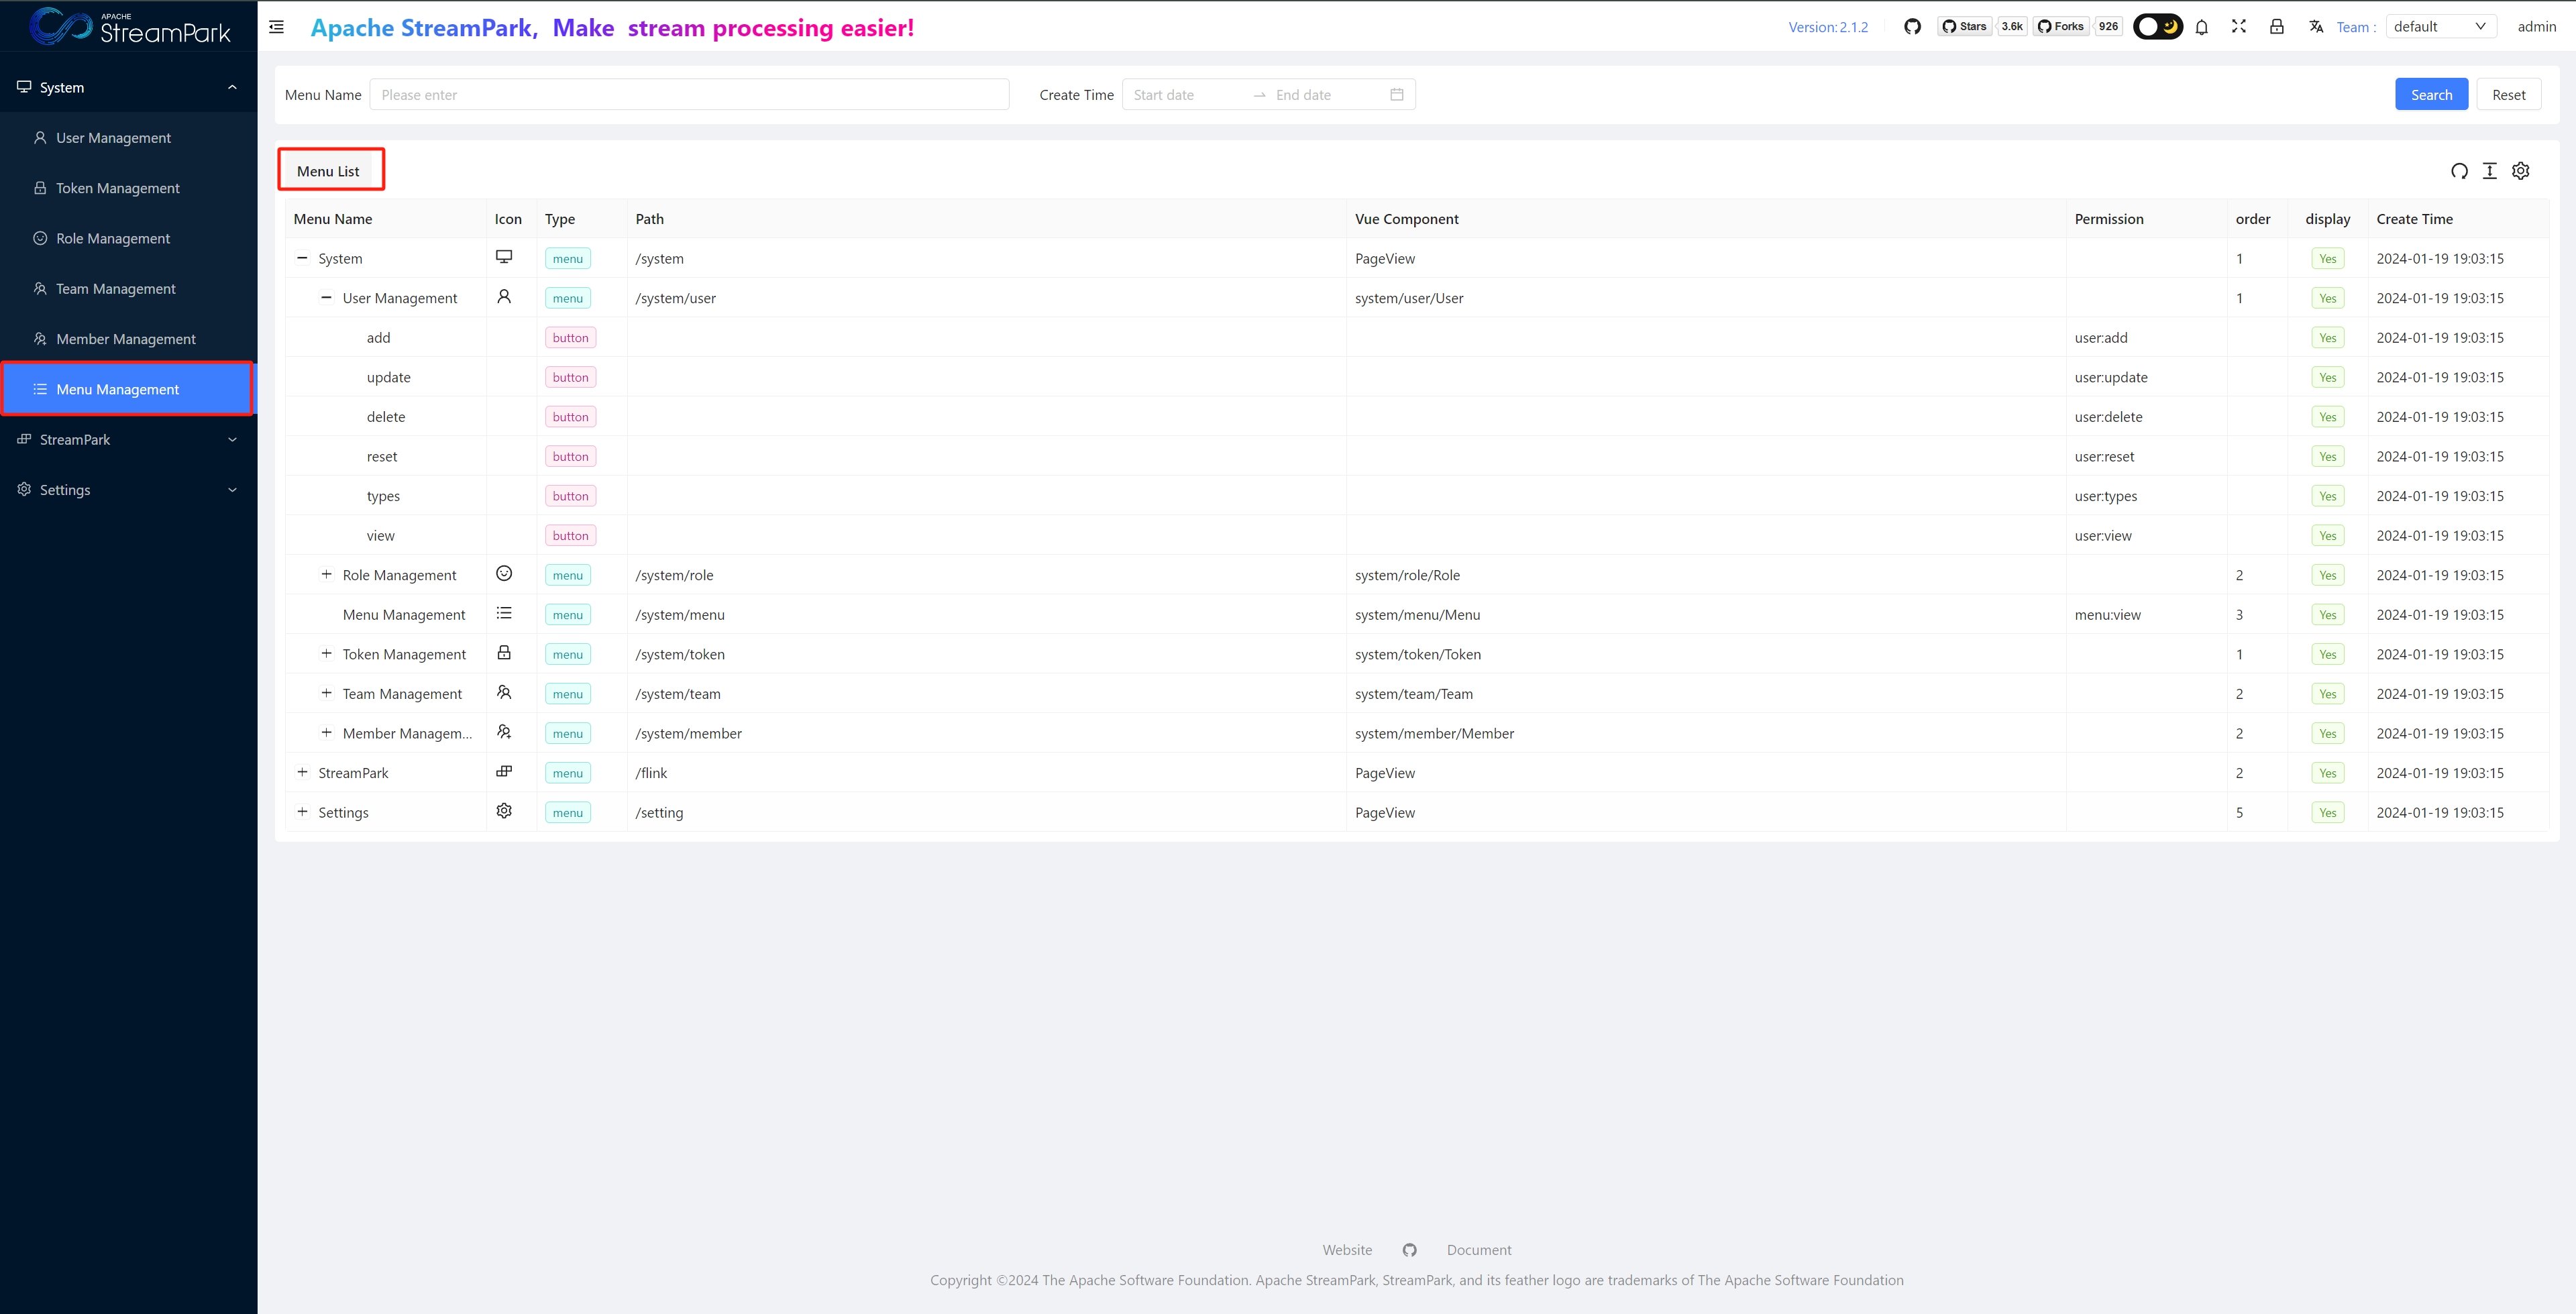 APACHE
StreamPark
Apache StreamPark, Make stream processing easier!
Version: 2.1.2
Stars 3.6k Forks 926
Team : default
admin
System
User Management
Token Management
Role Management
Team Management
Member Management
Menu Management
StreamPark
Settings
Menu Name Please enter Create Time Start date → End date Search Reset
Menu List
Menu Name Icon Type Path Vue Component Permission order display Create Time
System menu /system PageView 1 Yes 2024-01-19 19:03:15
User Management menu /system/user system/user/User 1 Yes 2024-01-19 19:03:15
add button user:add Yes 2024-01-19 19:03:15
update button user:update Yes 2024-01-19 19:03:15
delete button user:delete Yes 2024-01-19 19:03:15
reset button user:reset Yes 2024-01-19 19:03:15
types button user:types Yes 2024-01-19 19:03:15
view button user:view Yes 2024-01-19 19:03:15
Role Management menu /system/role system/role/Role 2 Yes 2024-01-19 19:03:15
Menu Management menu /system/menu system/menu/Menu menu:view 3 Yes 2024-01-19 19:03:15
Token Management menu /system/token system/token/Token 1 Yes 2024-01-19 19:03:15
Team Management menu /system/team system/team/Team 2 Yes 2024-01-19 19:03:15
Member Managem... menu /system/member system/member/Member 2 Yes 2024-01-19 19:03:15
StreamPark menu /flink PageView 2 Yes 2024-01-19 19:03:15
Settings menu /setting PageView 5 Yes 2024-01-19 19:03:15
Website Document
Copyright ©2024 The Apache Software Foundation. Apache StreamPark, StreamPark, and its feather logo are trademarks of The Apache Software Foundation